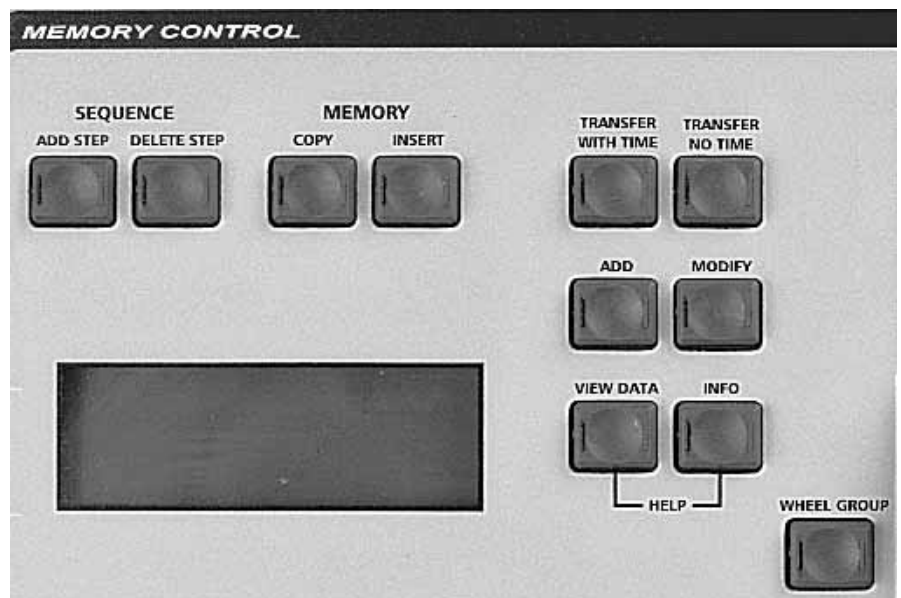 MEMORY CONTROL
SEQUENCE
ADD STEP DELETE STEP
MEMORY
COPY INSERT
TRANSFER WITH TIME
TRANSFER NO TIME
ADD MODIFY
VIEW DATA INFO
HELP
WHEEL GROUP